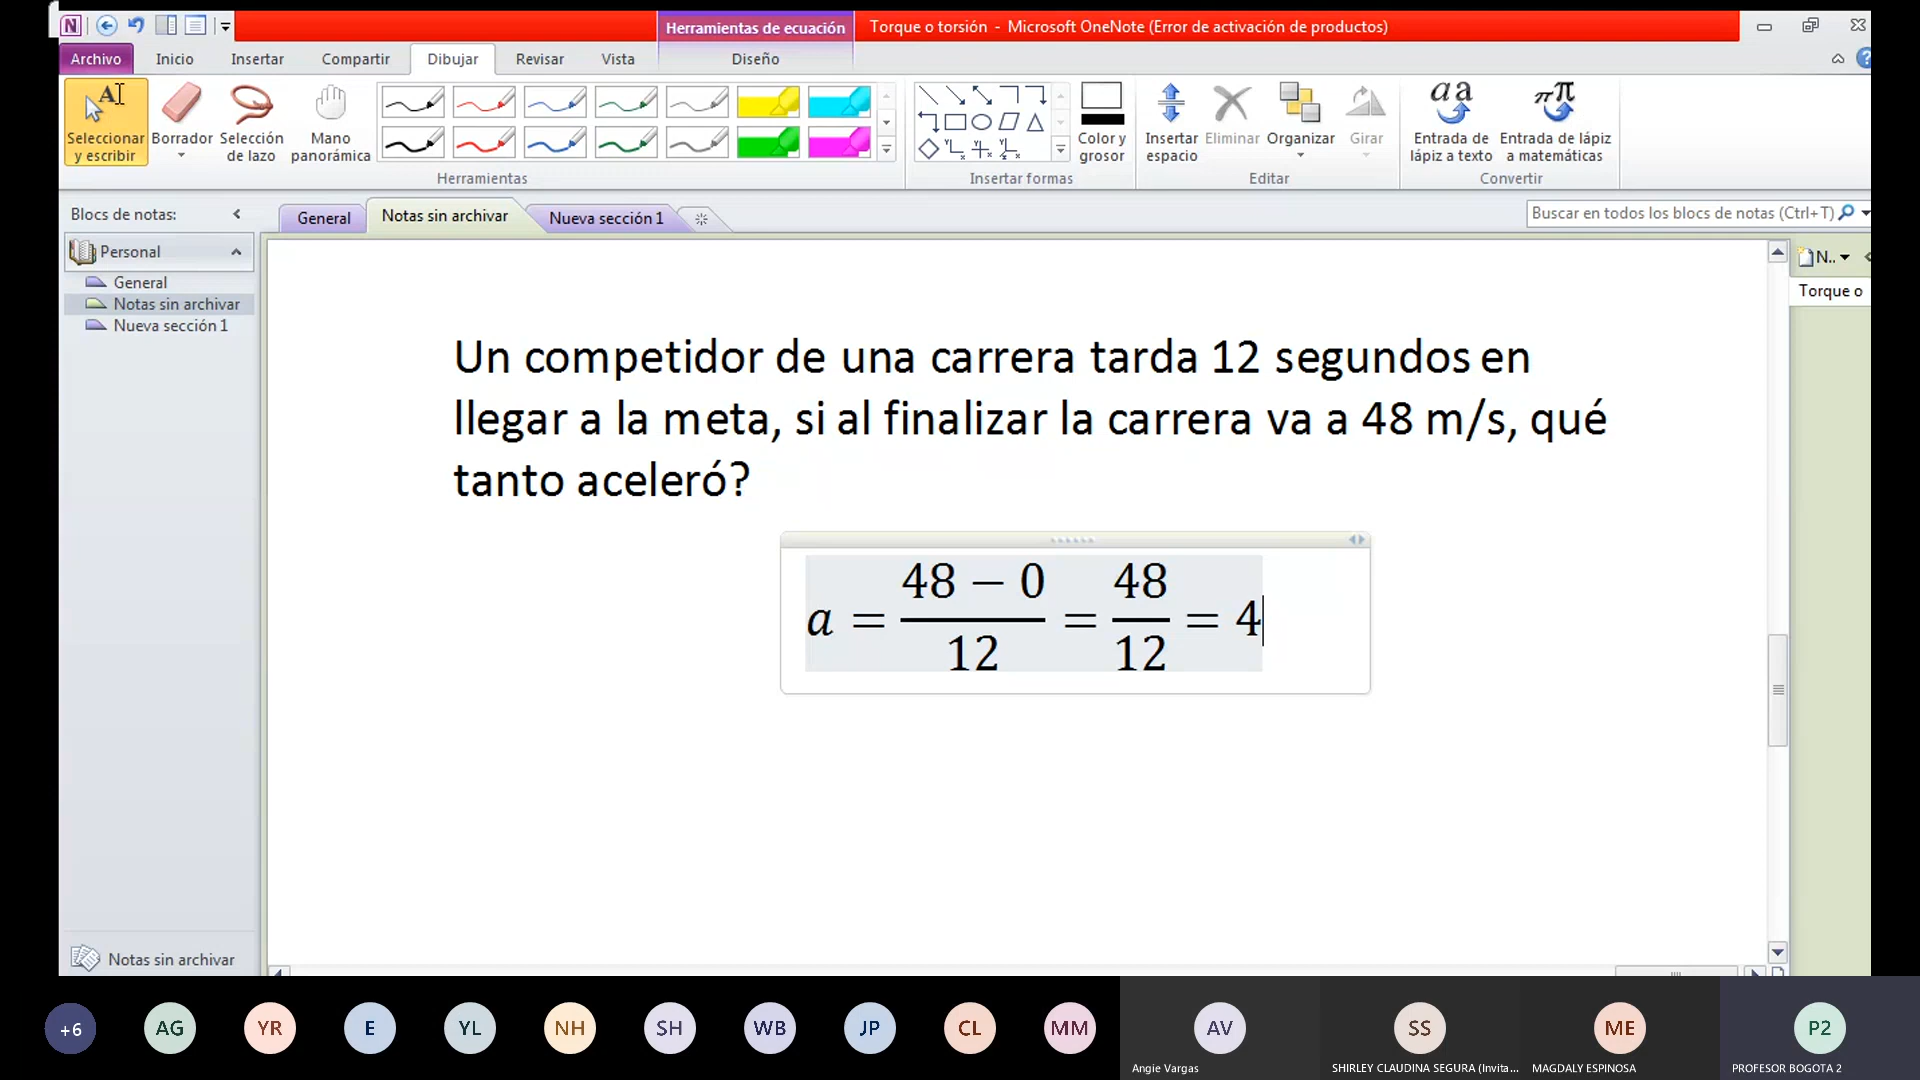 Herramientas de ecuación
Torque o torsión - Microsoft OneNote (Error de activación de productos)
Archivo
Inicio
Insertar
Compartir
Dibujar
Revisar
Vista
Diseño
Seleccionar
y escribir
Borrador
Selección
de lazo
Mano
panorámica
Color y
grosor
Insertar
espacio
Eliminar
Organizar
Girar
Entrada de
lápiz a texto
Entrada de lápiz
a matemáticas
Herramientas
Insertar formas
Editar
Convertir
Blocs de notas:
General
Notas sin archivar
Nueva sección 1
Buscar en todos los blocs de notas (Ctrl+T)
Personal
General
Notas sin archivar
Nueva sección 1
N..
Torque o
Un competidor de una carrera tarda 12 segundos en
llegar a la meta, si al finalizar la carrera va a 48 m/s, qué
tanto aceleró?
a = (48 − 0)/12 = 48/12 = 4
Notas sin archivar
+6
AG
YR
E
YL
NH
SH
WB
JP
CL
MM
AV
SS
ME
P2
Angie Vargas
SHIRLEY CLAUDINA SEGURA (Invita...
MAGDALY ESPINOSA
PROFESOR BOGOTA 2